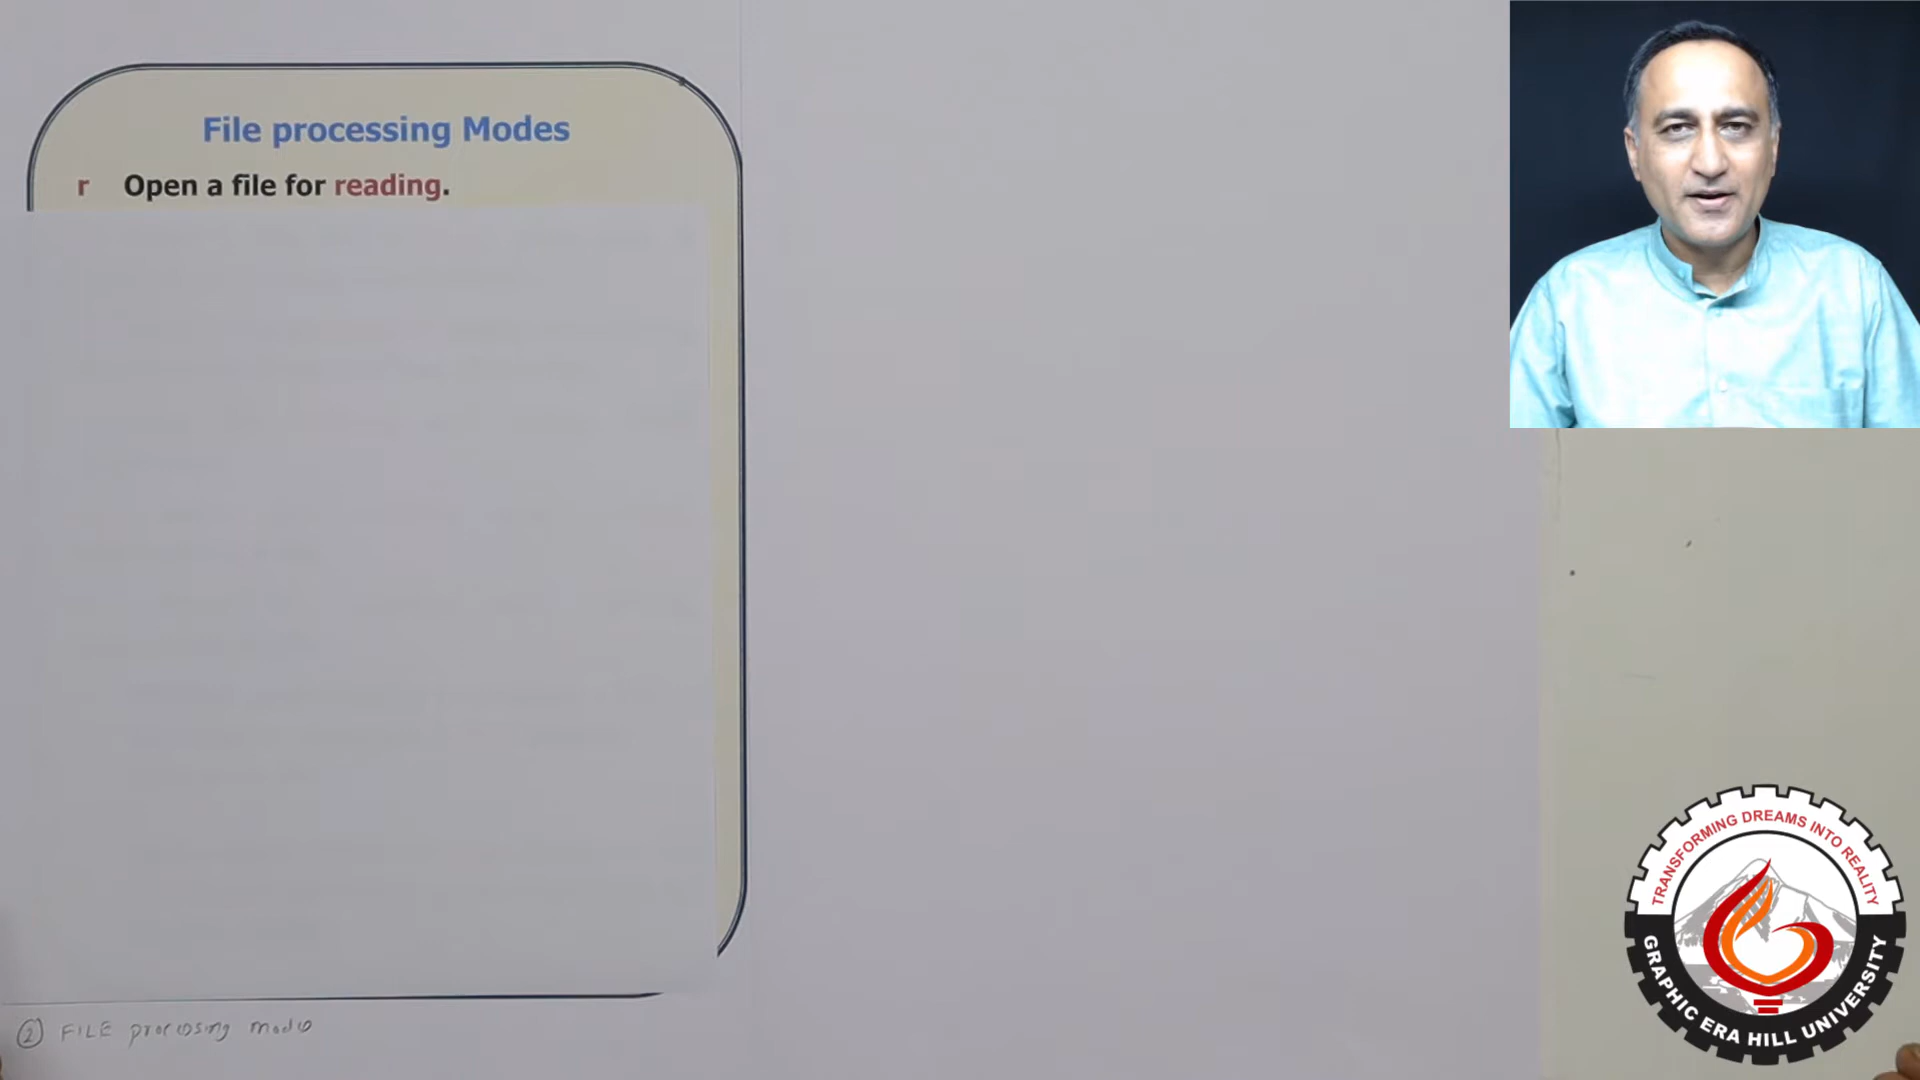 File processing Modes
r Open a file for reading.
② FILE processing modes
TRANSFORMING DREAMS INTO REALITY
GRAPHIC ERA HILL UNIVERSITY